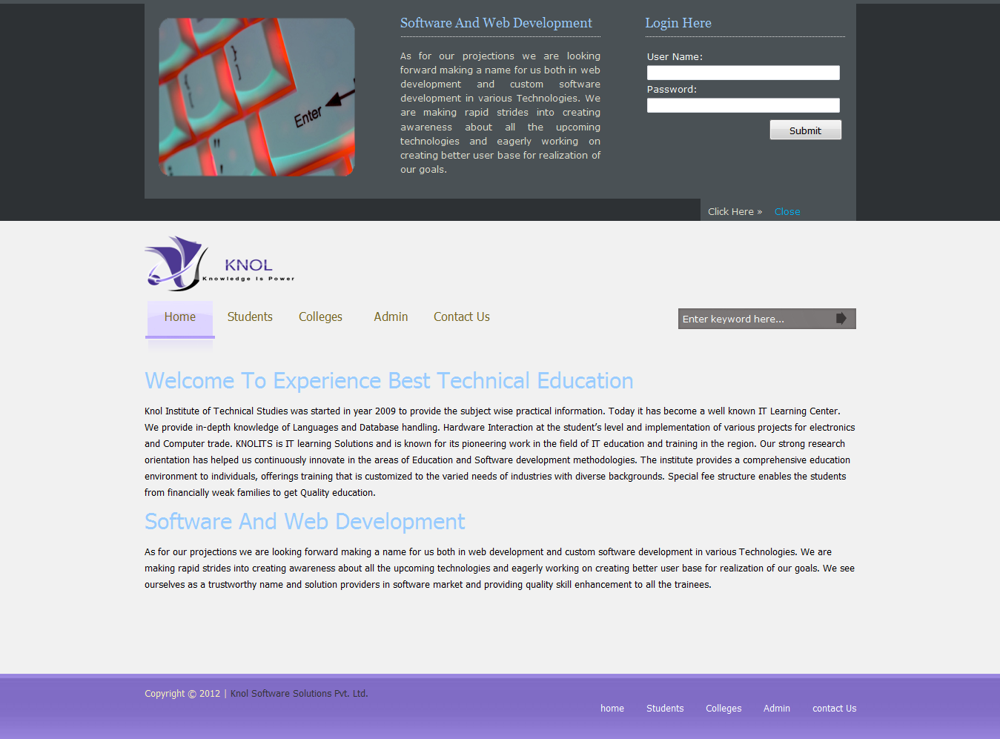 Enter
Software And Web Development
As for our projections we are looking
forward making a name for us both in web
development and custom software
development in various Technologies. We
are making rapid strides into creating
awareness about all the upcoming
technologies and eagerly working on
creating better user base for realization of
our goals.
Login Here
User Name:
Password:
Submit
Click Here » Close
KNOL
Knowledge Is Power
Home Students Colleges Admin Contact Us
Enter keyword here...
Welcome To Experience Best Technical Education
Knol Institute of Technical Studies was started in year 2009 to provide the subject wise practical information. Today it has become a well known IT Learning Center.
We provide in-depth knowledge of Languages and Database handling. Hardware Interaction at the student’s level and implementation of various projects for electronics
and Computer trade. KNOLITS is IT learning Solutions and is known for its pioneering work in the field of IT education and training in the region. Our strong research
orientation has helped us continuously innovate in the areas of Education and Software development methodologies. The institute provides a comprehensive education
environment to individuals, offerings training that is customized to the varied needs of industries with diverse backgrounds. Special fee structure enables the students
from financially weak families to get Quality education.
Software And Web Development
As for our projections we are looking forward making a name for us both in web development and custom software development in various Technologies. We are
making rapid strides into creating awareness about all the upcoming technologies and eagerly working on creating better user base for realization of our goals. We see
ourselves as a trustworthy name and solution providers in software market and providing quality skill enhancement to all the trainees.
Copyright © 2012 | Knol Software Solutions Pvt. Ltd.
home Students Colleges Admin contact Us